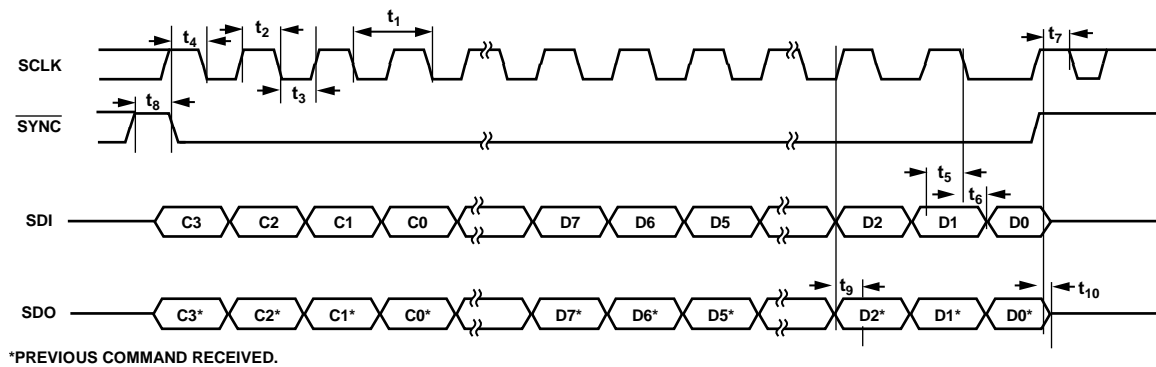 t4 t2 t1 t7
SCLK
t3
t8
SYNC
t5
t6
SDI C3 C2 C1 C0 D7 D6 D5 D2 D1 D0
t9 t10
SDO C3* C2* C1* C0* D7* D6* D5* D2* D1* D0*
*PREVIOUS COMMAND RECEIVED.